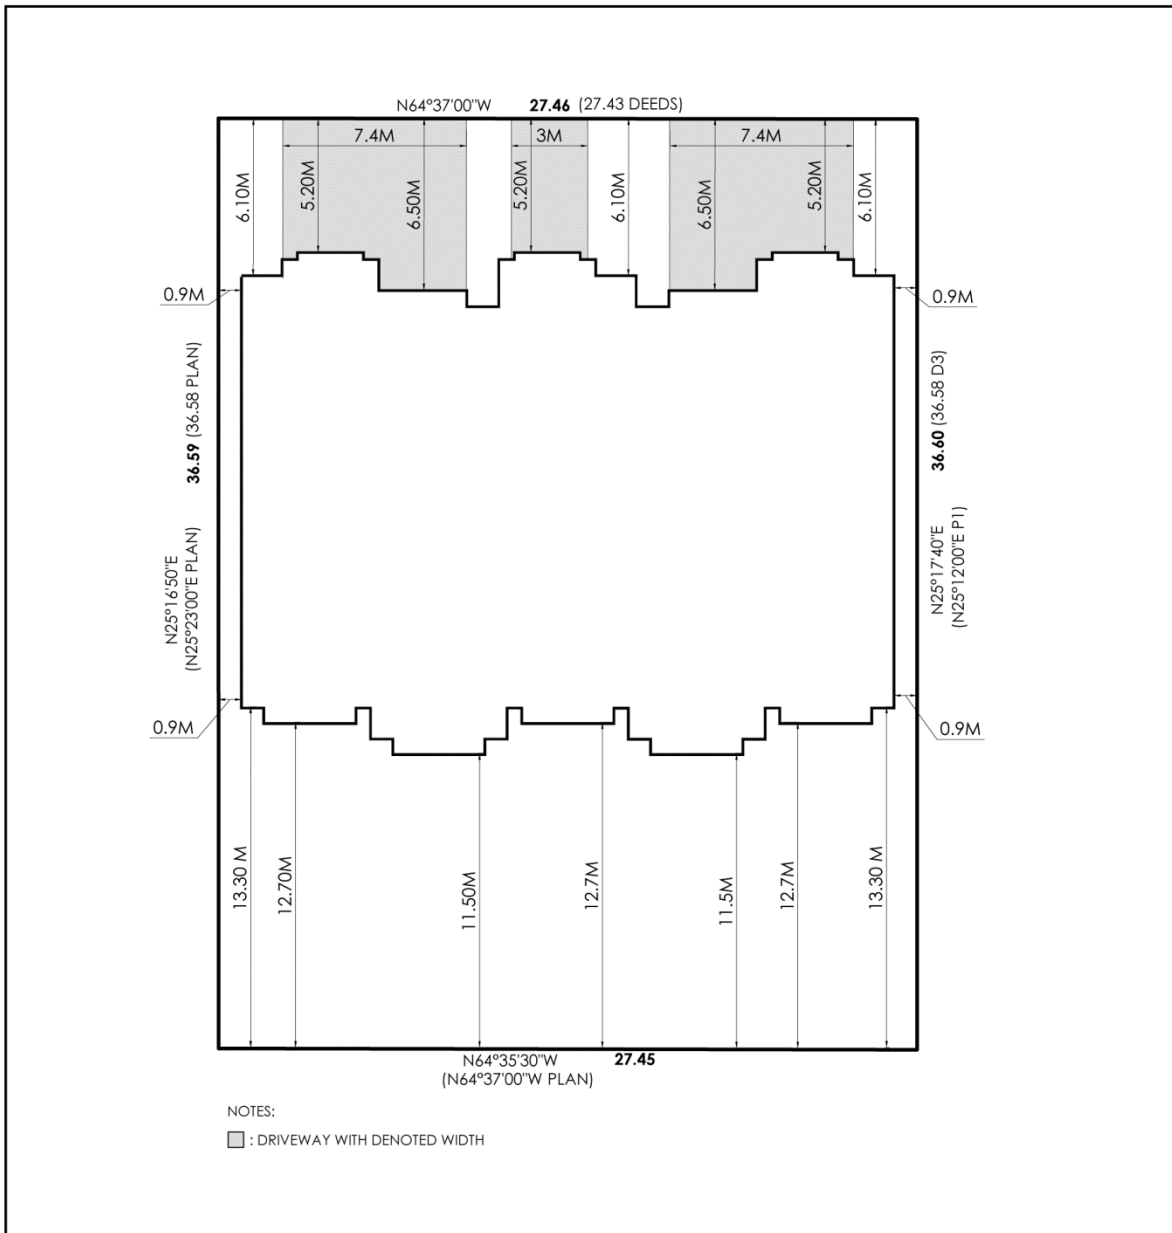 N64°37'00"W 27.46 (27.43 DEEDS)
7.4M
3M
7.4M
6.10M
5.20M
6.50M
5.20M
6.10M
6.50M
5.20M
6.10M
0.9M
0.9M
36.59 (36.58 PLAN)
N25°16'50"E
(N25°23'00"E PLAN)
36.60 (36.58 D3)
N25°17'40"E
(N25°12'00"E P1)
0.9M
0.9M
13.30 M
12.70M
11.50M
12.7M
11.5M
12.7M
13.30 M
N64°35'30"W 27.45
(N64°37'00"W PLAN)
NOTES:
: DRIVEWAY WITH DENOTED WIDTH